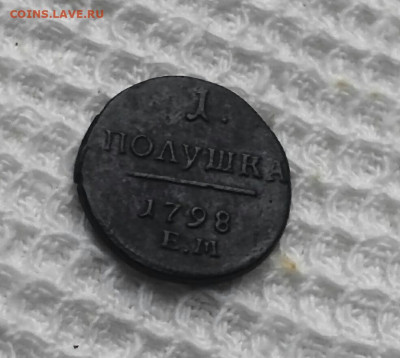 COINS.LAVE.RU
1.
ПОЛУШКА
1798
Е.М